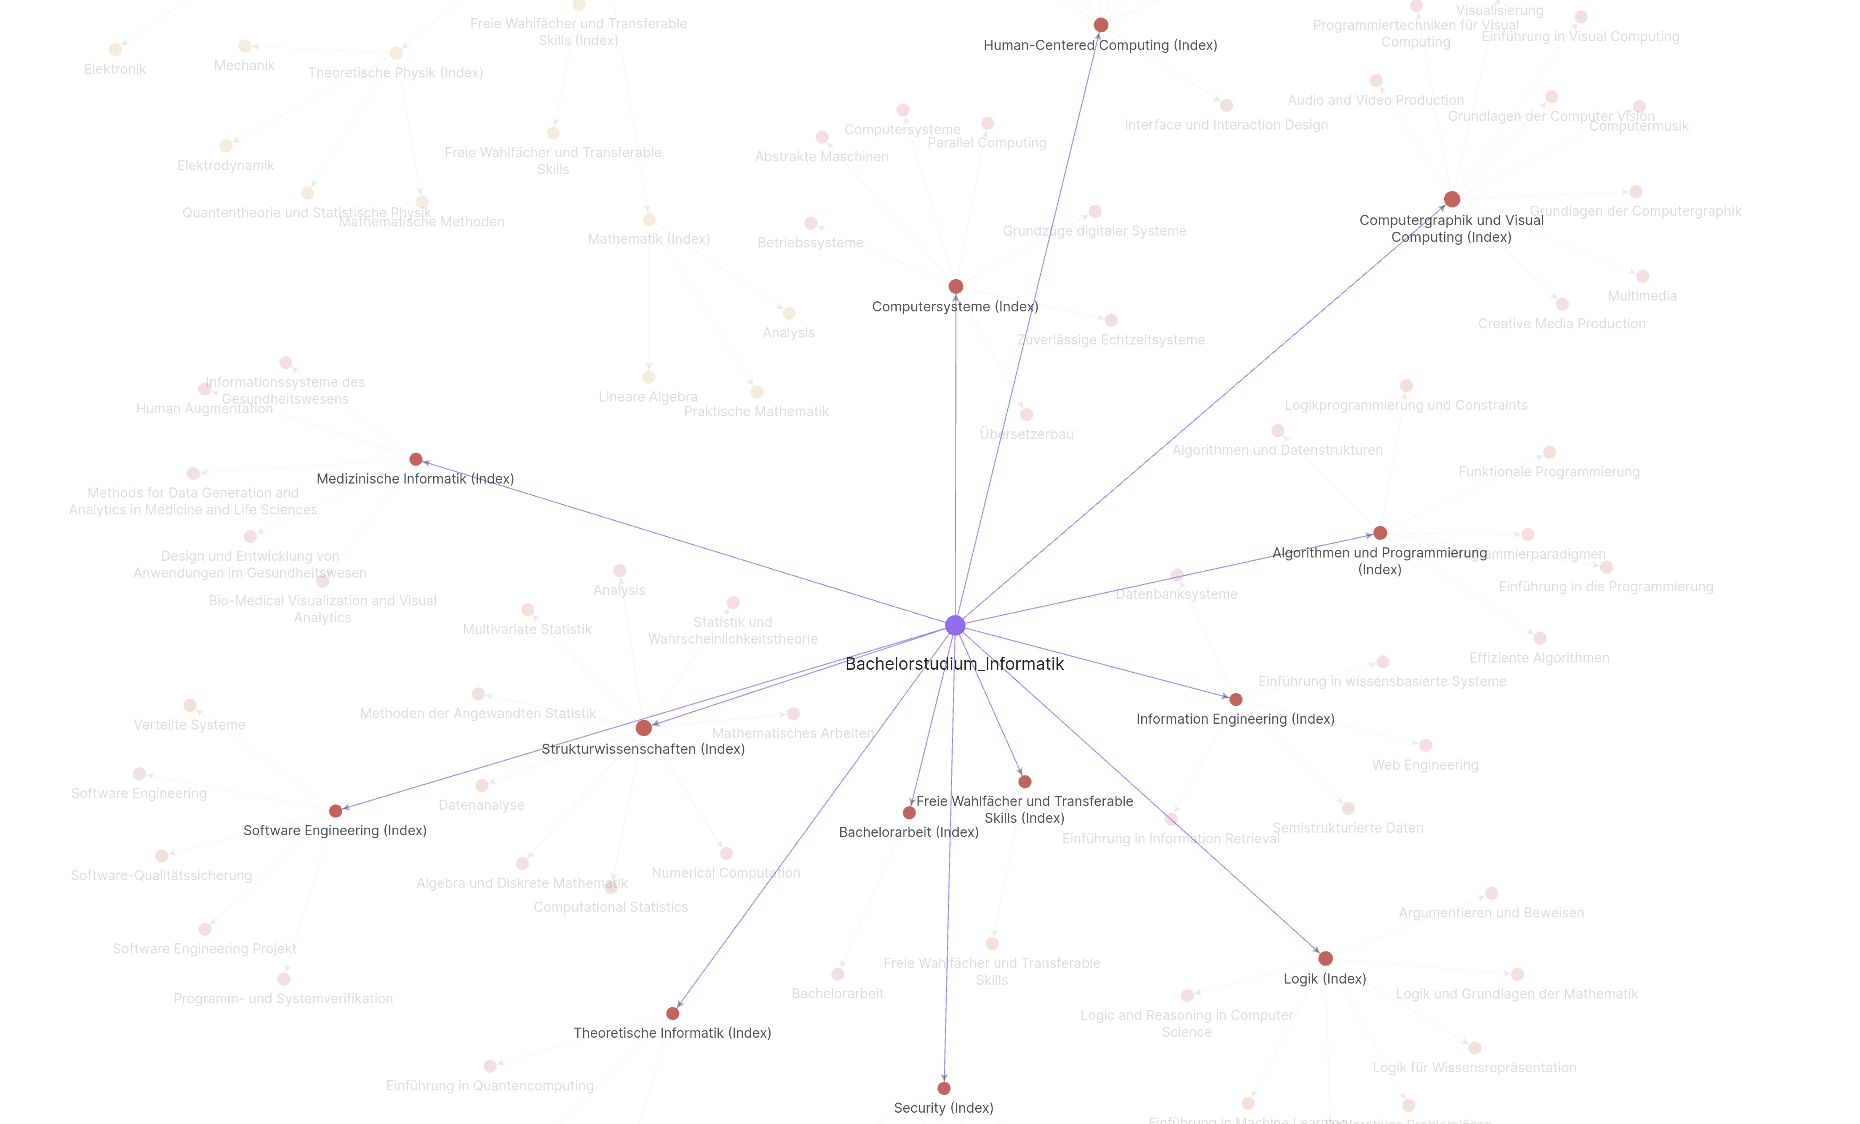 Visualisierung
Freie Wahlfächer und Transferable
Skills (Index)
Programmiertechniken für Visual
Computing
Einführung in Visual Computing
Human-Centered Computing (Index)
Elektronik
Mechanik
Theoretische Physik (Index)
Audio and Video Production
Grundlagen der Computer Vision
Computermusik
Interface und Interaction Design
Computersysteme
Parallel Computing
Abstrakte Maschinen
Freie Wahlfächer und Transferable
Skills
Elektrodynamik
Quantentheorie und Statistische Physik
Mathematische Methoden
Grundlagen der Computergraphik
Computergraphik und Visual
Computing (Index)
Grundzüge digitaler Systeme
Mathematik (Index)
Betriebssysteme
Multimedia
Computersysteme (Index)
Creative Media Production
Analysis
Zuverlässige Echtzeitsysteme
Informationssysteme des
Gesundheitswesens
Human Augmentation
Lineare Algebra
Praktische Mathematik
Logikprogrammierung und Constraints
Übersetzerbau
Algorithmen und Datenstrukturen
Funktionale Programmierung
Medizinische Informatik (Index)
Methods for Data Generation and
Analytics in Medicine and Life Sciences
Design und Entwicklung von
Anwendungen im Gesundheitswesen
Algorithmen und Programmierung
(Index)
Programmierparadigmen
Einführung in die Programmierung
Analysis
Datenbanksysteme
Bio-Medical Visualization and Visual
Analytics
Multivariate Statistik
Statistik und
Wahrscheinlichkeitstheorie
Bachelorstudium_Informatik
Effiziente Algorithmen
Einführung in wissensbasierte Systeme
Methoden der Angewandten Statistik
Verteilte Systeme
Mathematisches Arbeiten
Information Engineering (Index)
Strukturwissenschaften (Index)
Web Engineering
Software Engineering
Datenanalyse
Freie Wahlfächer und Transferable
Skills (Index)
Software Engineering (Index)
Bachelorarbeit (Index)
Einführung in Information Retrieval
Semistrukturierte Daten
Software-Qualitätssicherung
Algebra und Diskrete Mathematik
Numerical Computation
Computational Statistics
Argumentieren und Beweisen
Software Engineering Projekt
Freie Wahlfächer und Transferable
Skills
Logik (Index)
Programm- und Systemverifikation
Bachelorarbeit
Logik und Grundlagen der Mathematik
Logic and Reasoning in Computer
Science
Theoretische Informatik (Index)
Logik für Wissensrepräsentation
Einführung in Quantencomputing
Security (Index)
Einführung in Machine Learning